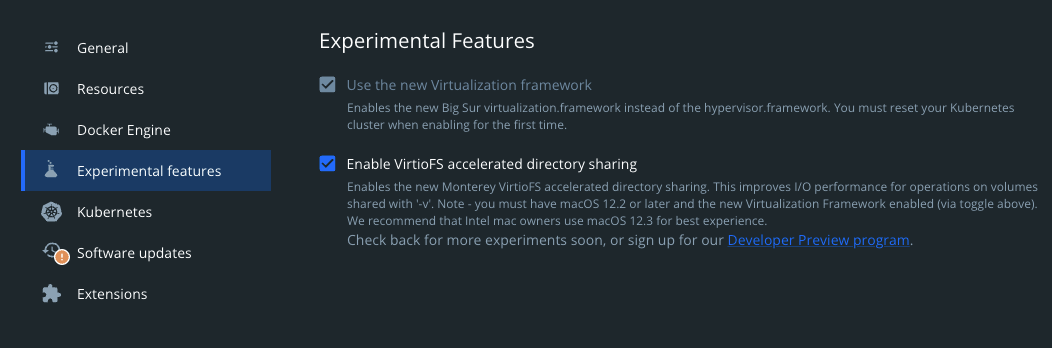 General
Resources
Docker Engine
Experimental features
Kubernetes
Software updates
Extensions
Experimental Features
Use the new Virtualization framework
Enables the new Big Sur virtualization.framework instead of the hypervisor.framework. You must reset your Kubernetes
cluster when enabling for the first time.
Enable VirtioFS accelerated directory sharing
Enables the new Monterey VirtioFS accelerated directory sharing. This improves I/O performance for operations on volumes
shared with '-v'. Note - you must have macOS 12.2 or later and the new Virtualization Framework enabled (via toggle above).
We recommend that Intel mac owners use macOS 12.3 for best experience.
Check back for more experiments soon, or sign up for our Developer Preview program.